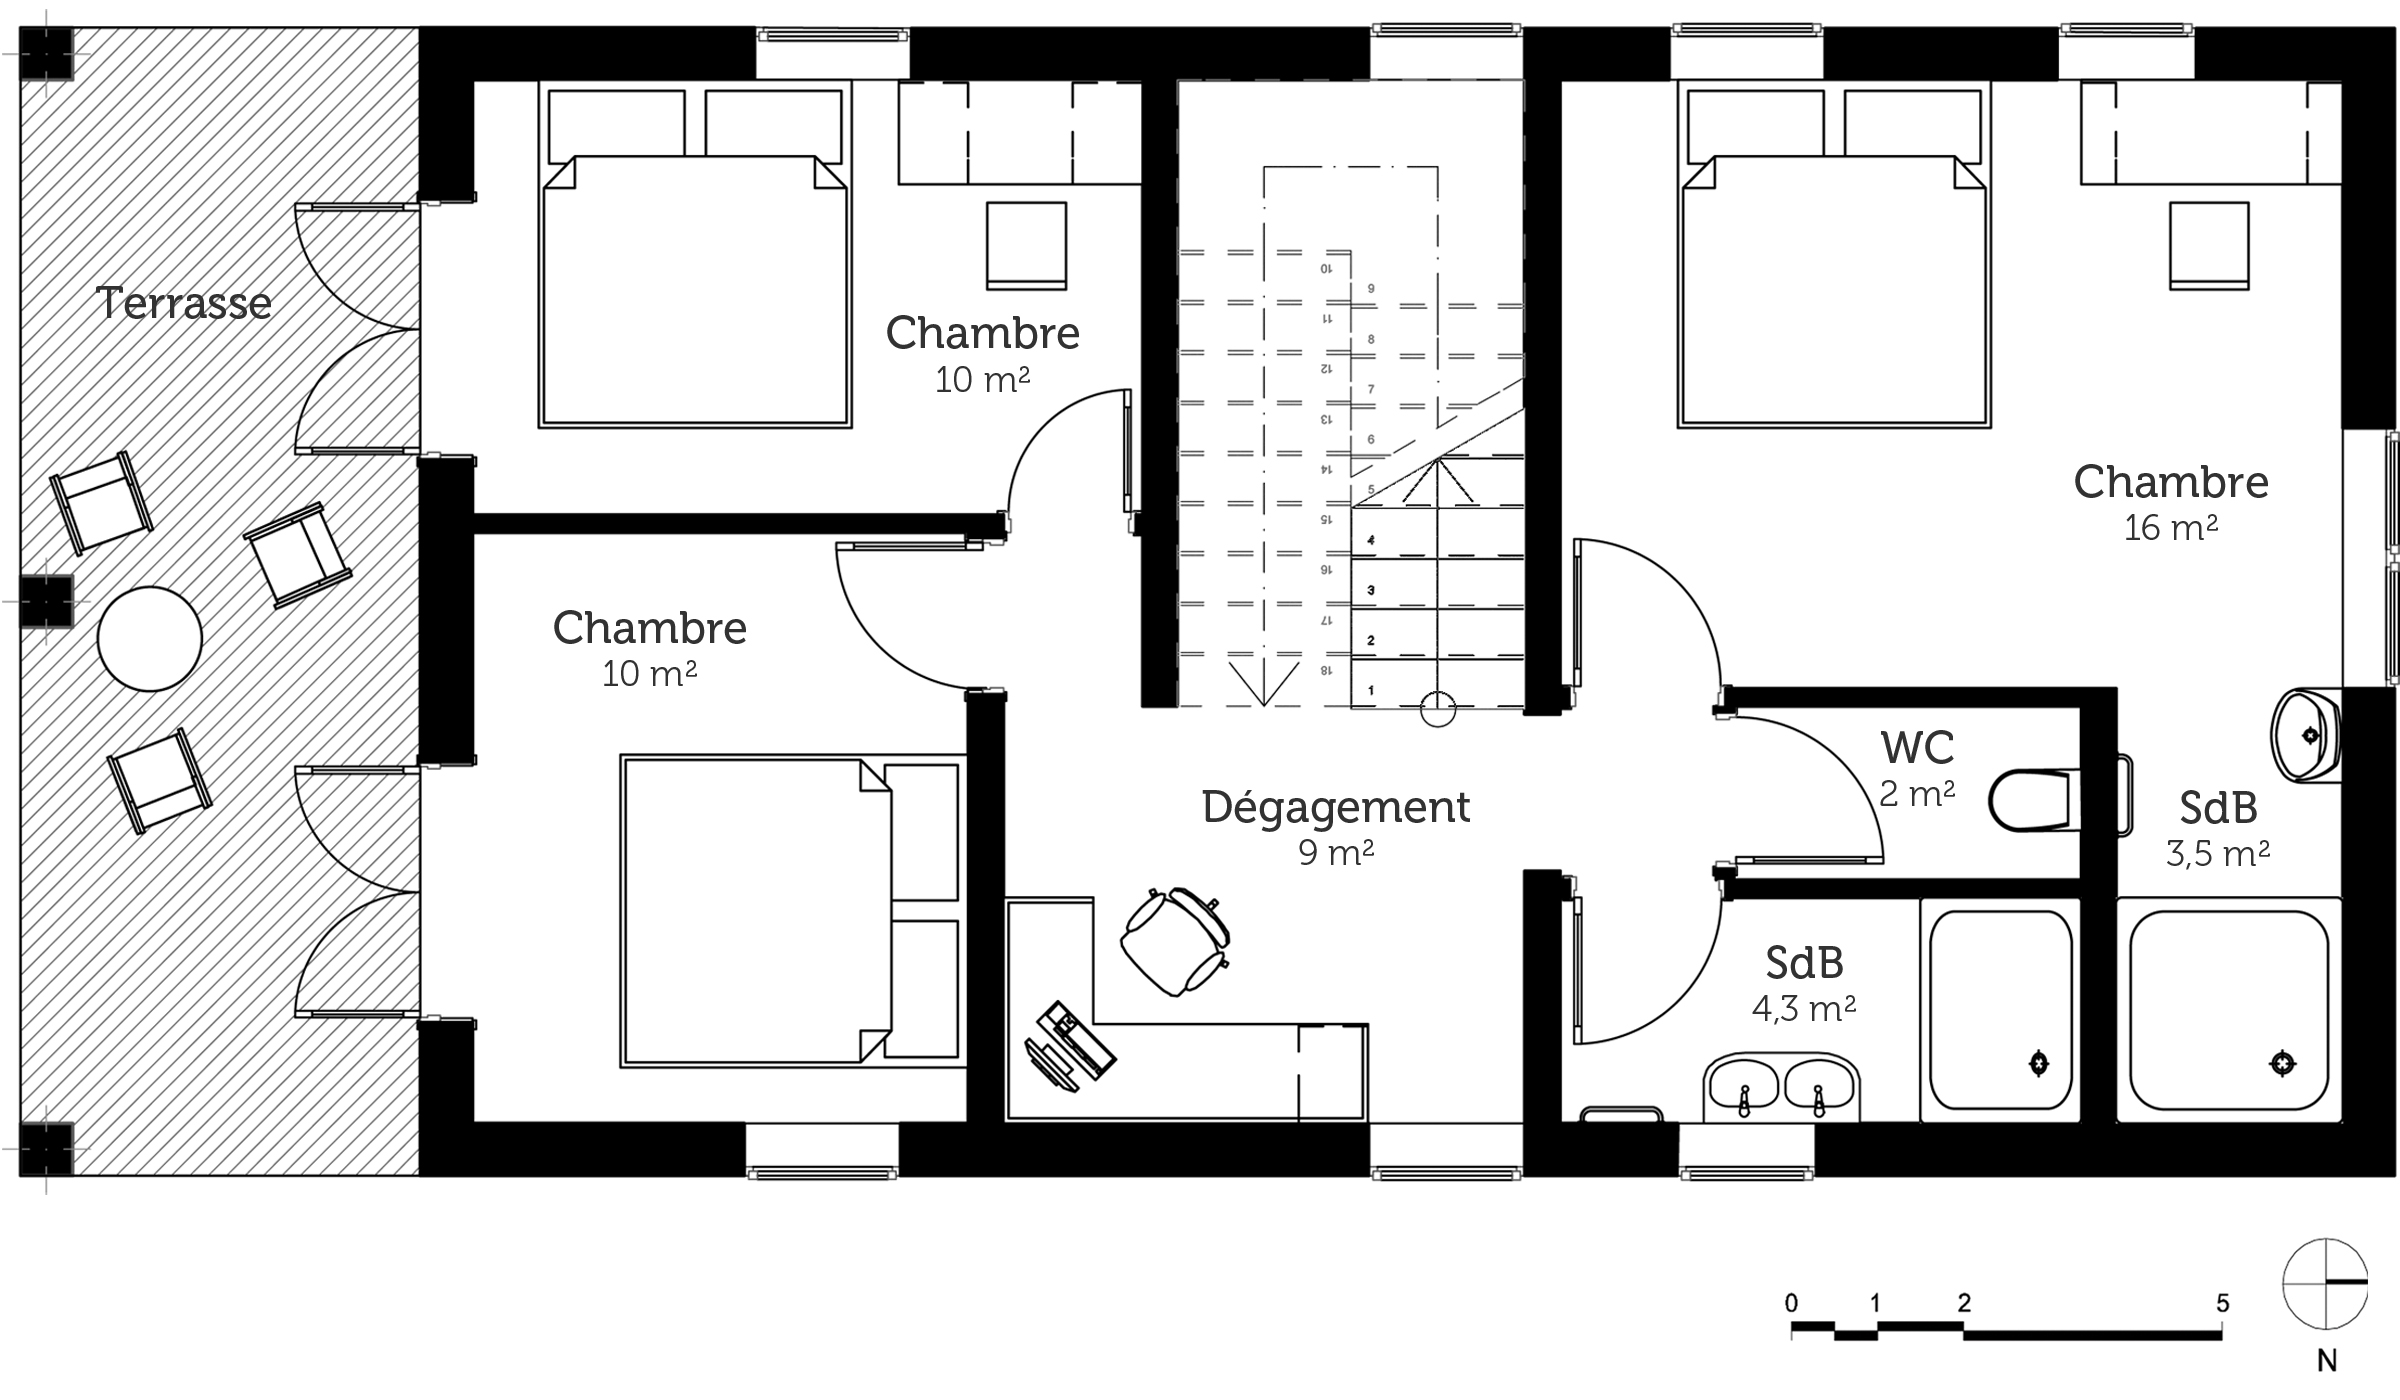 Terrasse
Chambre
10 m²
Chambre
10 m²
Chambre
16 m²
WC
2 m²
SdB
3,5 m²
Dégagement
9 m²
SdB
4,3 m²
10
11
12
13
14
15
16
17
18
9
8
7
6
5
4
3
2
1
0 1 2 5
N